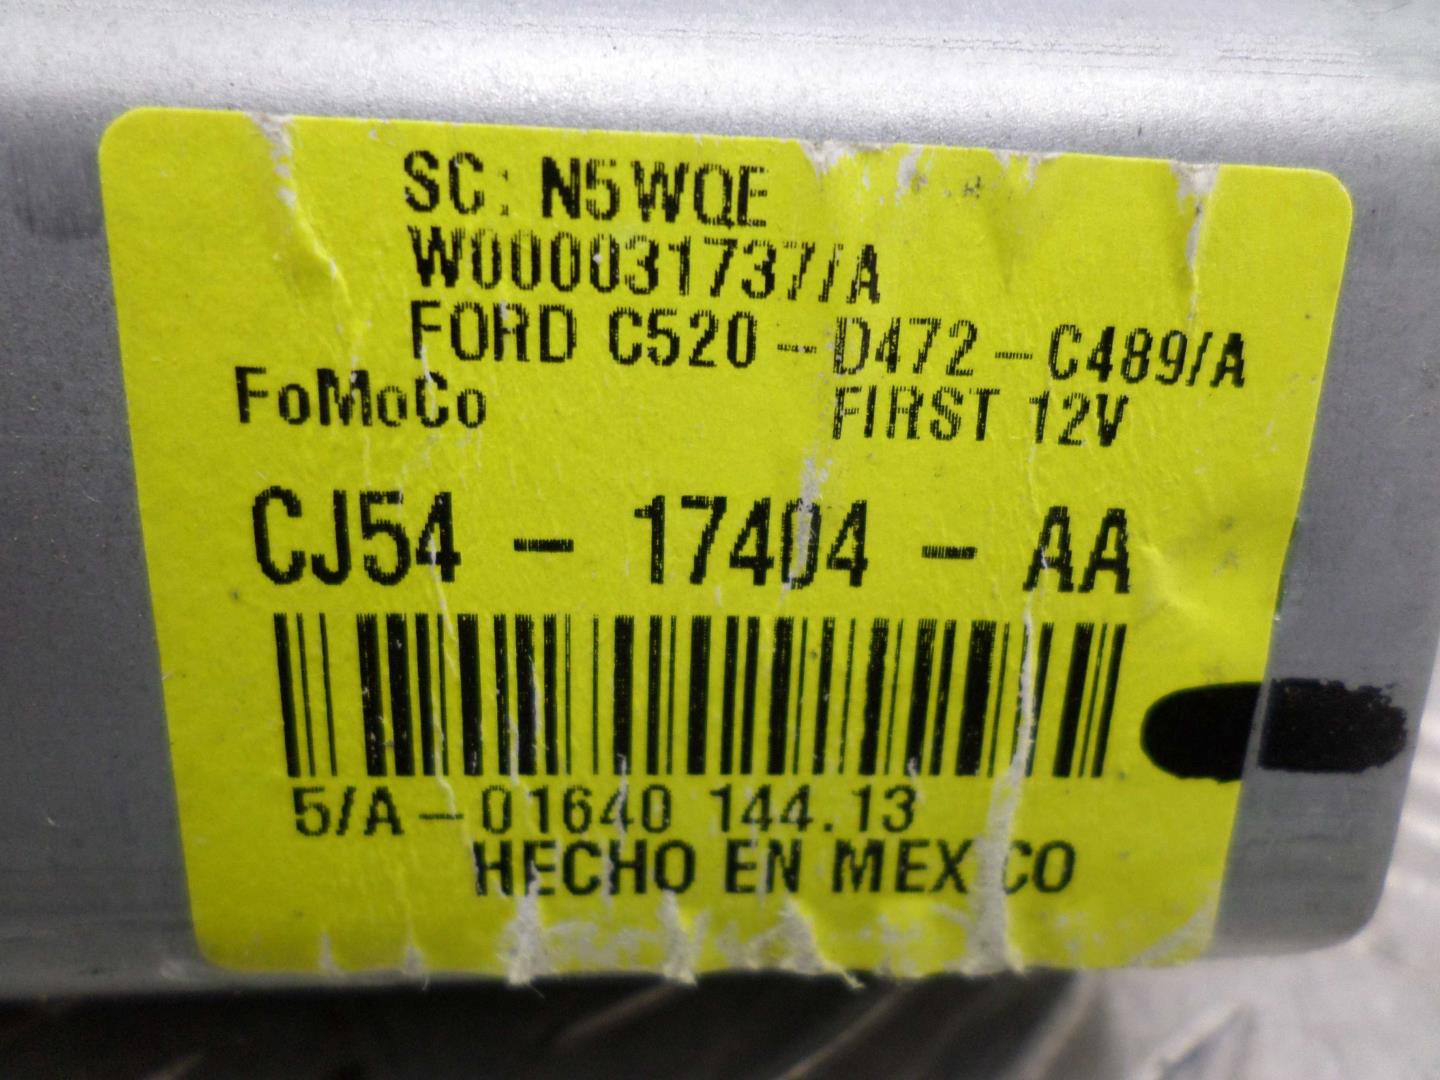 SC: N5WQE
W0000031737/A
FORD C520-D472-C489/A
FoMoCo FIRST 12V
CJ54 - 17404 - AA
5/A-01640 144.13
HECHO EN MEXICO